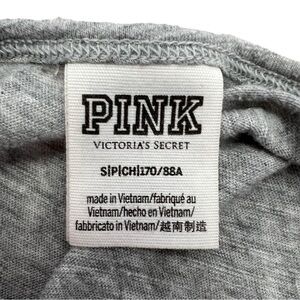 PINK
VICTORIA'S SECRET
S|P|CH|170/88A
made in Vietnam/fabriqué au
Vietnam/hecho en Vietnam/
fabbricato in Vietnam/越南制造